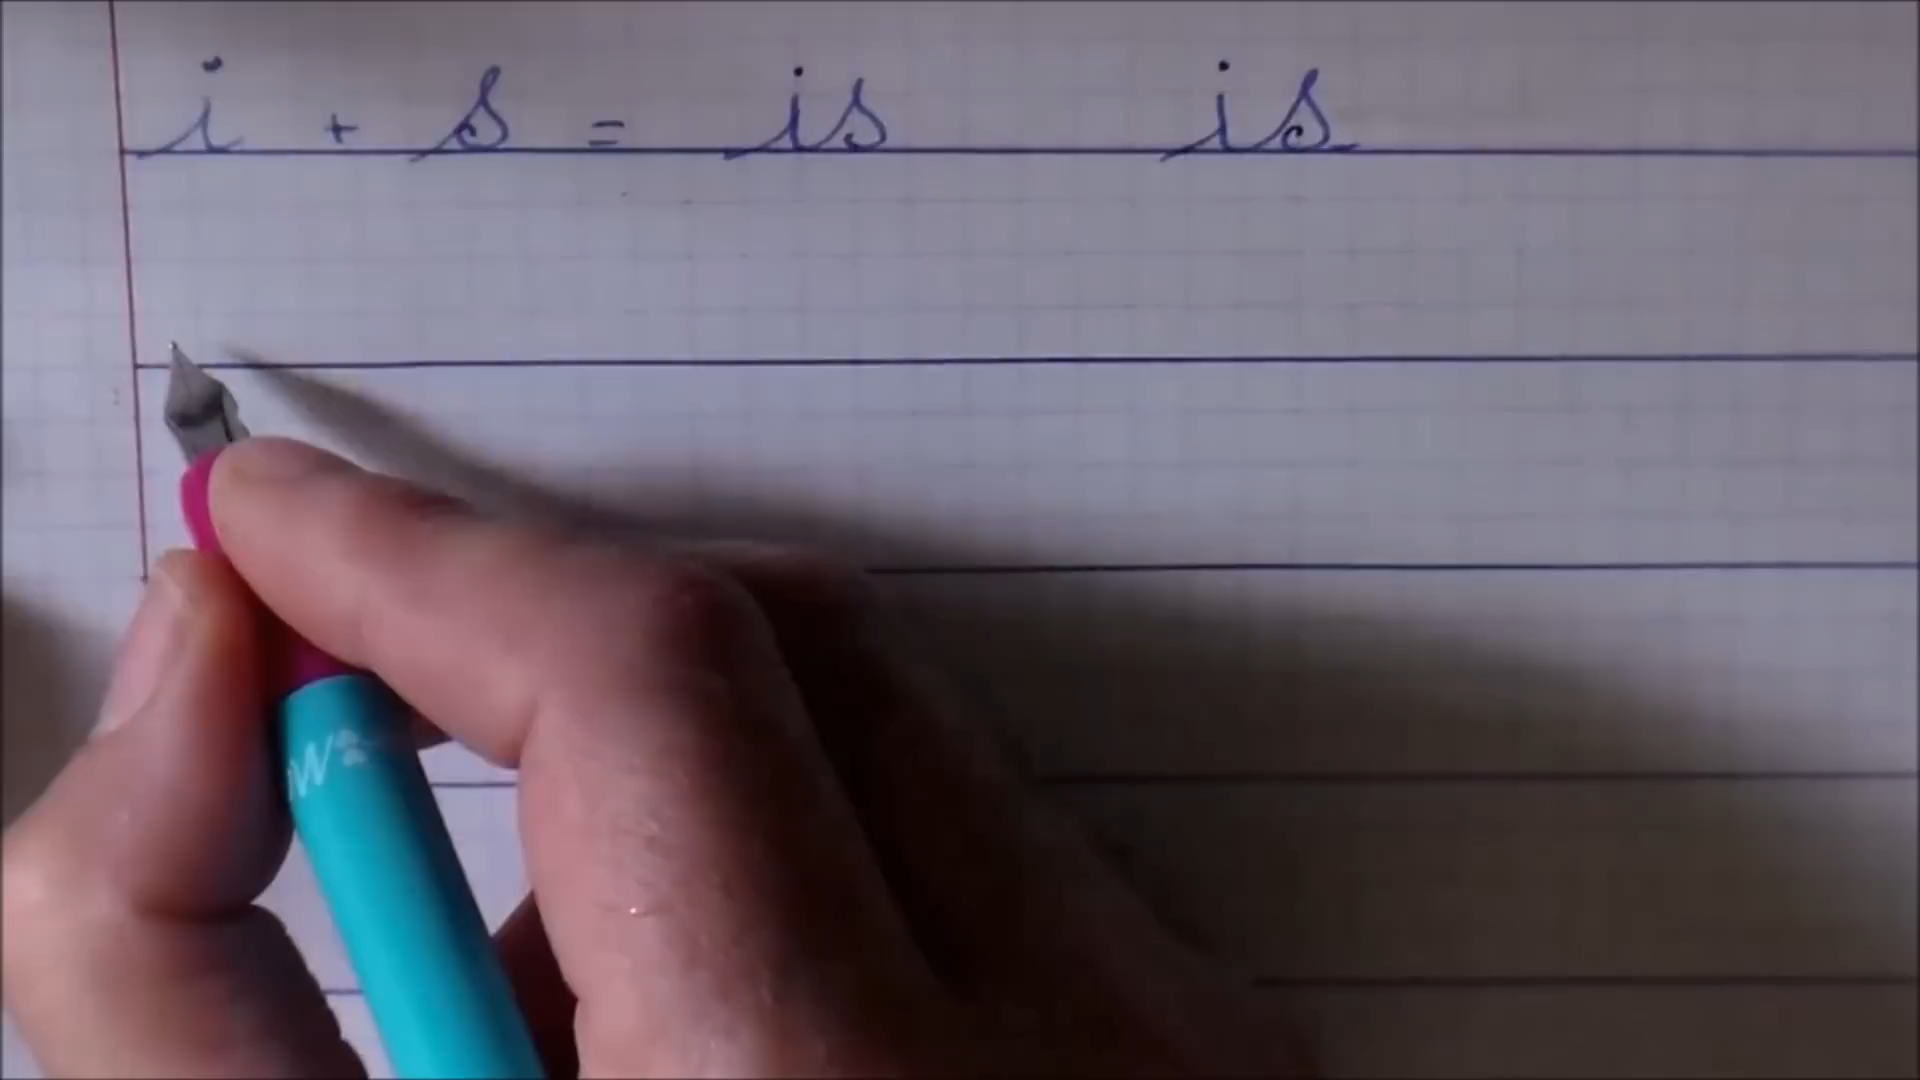 i + s = is is